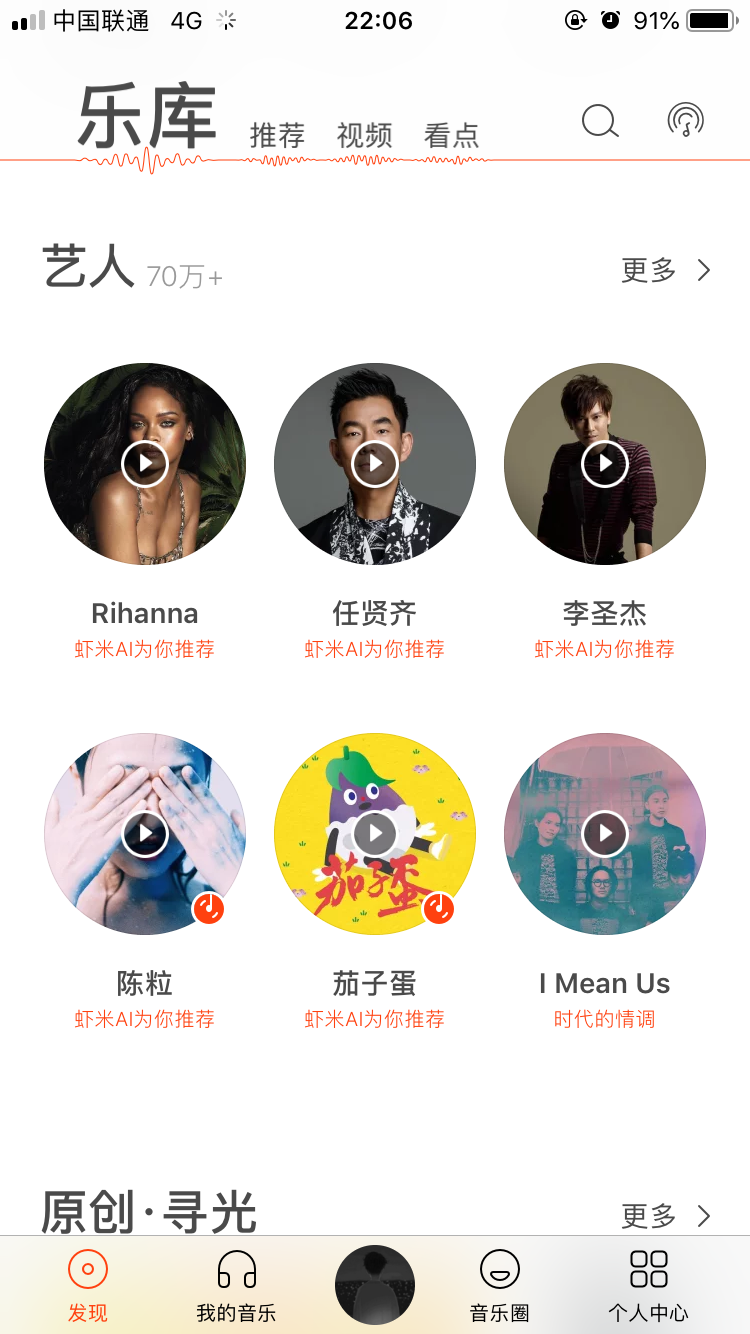 中国联通 4G 22:06 91%
乐库 推荐 视频 看点
艺人 70万+ 更多
Rihanna 任贤齐 李圣杰
虾米AI为你推荐 虾米AI为你推荐 虾米AI为你推荐
茄子蛋
陈粒 茄子蛋 I Mean Us
虾米AI为你推荐 虾米AI为你推荐 时代的情调
原创·寻光 更多
发现 我的音乐 音乐圈 个人中心